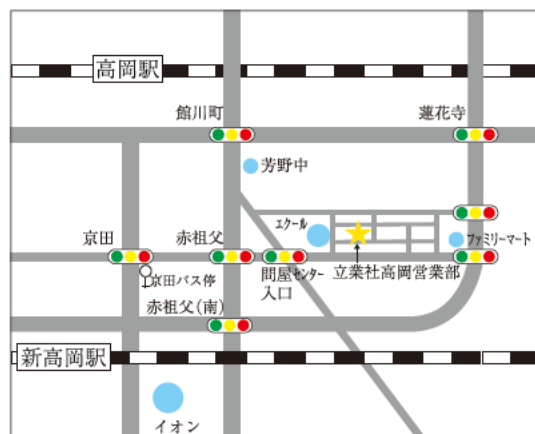 高岡駅
館川町
蓮花寺
芳野中
エクール
京田
赤祖父
ファミリーマート
京田バス停
問屋センター
入口
立業社高岡営業部
赤祖父(南)
新高岡駅
イオン